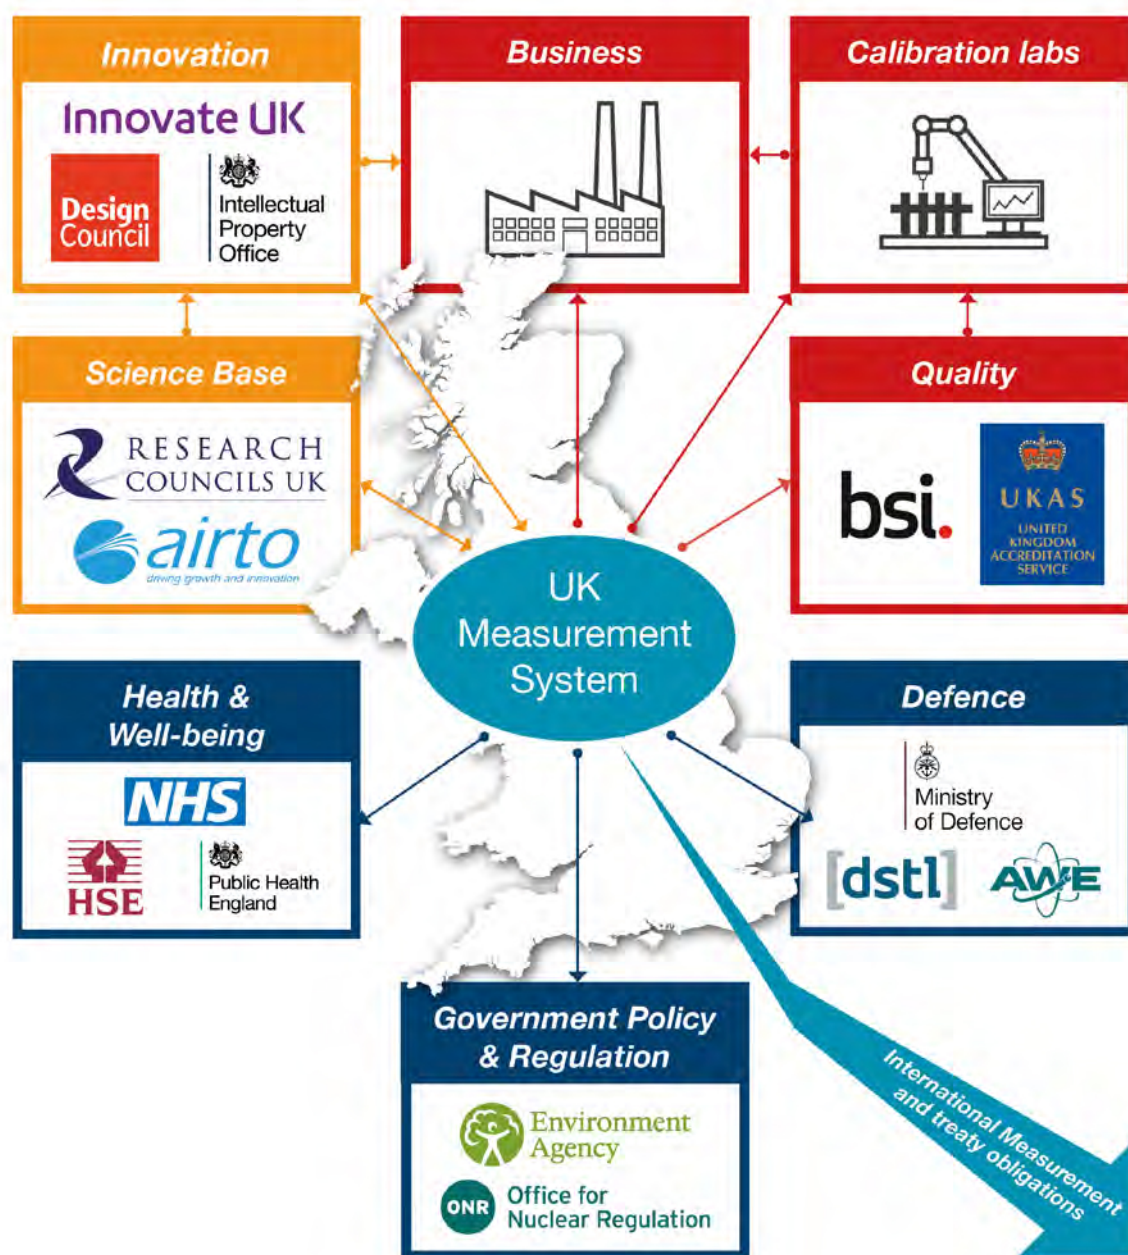 Innovation
Innovate UK
Design
Council
Intellectual
Property
Office
Business
Calibration labs
Science Base
RESEARCH
COUNCILS UK
airto
driving growth and innovation
Quality
bsi.
UKAS
UNITED
KINGDOM
ACCREDITATION
SERVICE
UK
Measurement
System
Health &
Well-being
NHS
HSE
Public Health
England
Defence
Ministry
of Defence
[dstl]
AWE
Government Policy
& Regulation
Environment
Agency
ONR
Office for
Nuclear Regulation
International Measurement
and treaty obligations